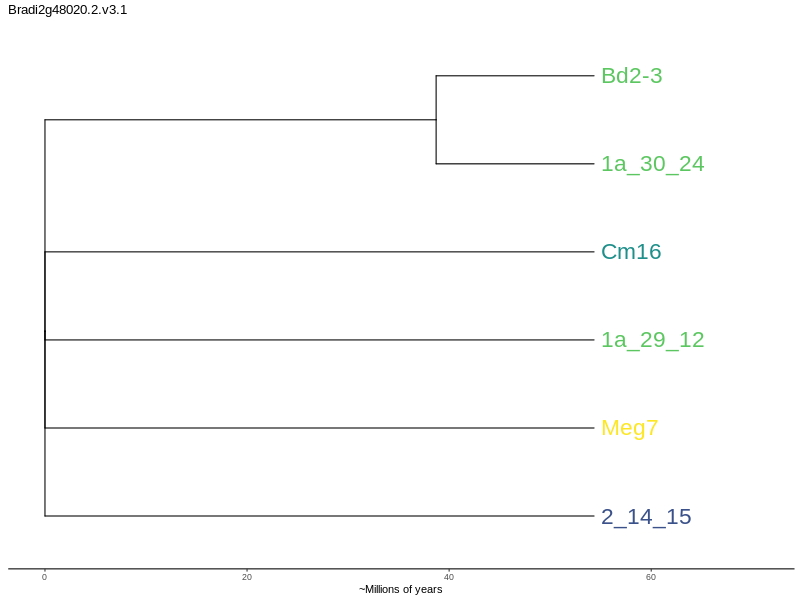 Bradi2g48020.2.v3.1
Bd2-3
1a_30_24
Cm16
1a_29_12
Meg7
2_14_15
0 20 40 60
~Millions of years